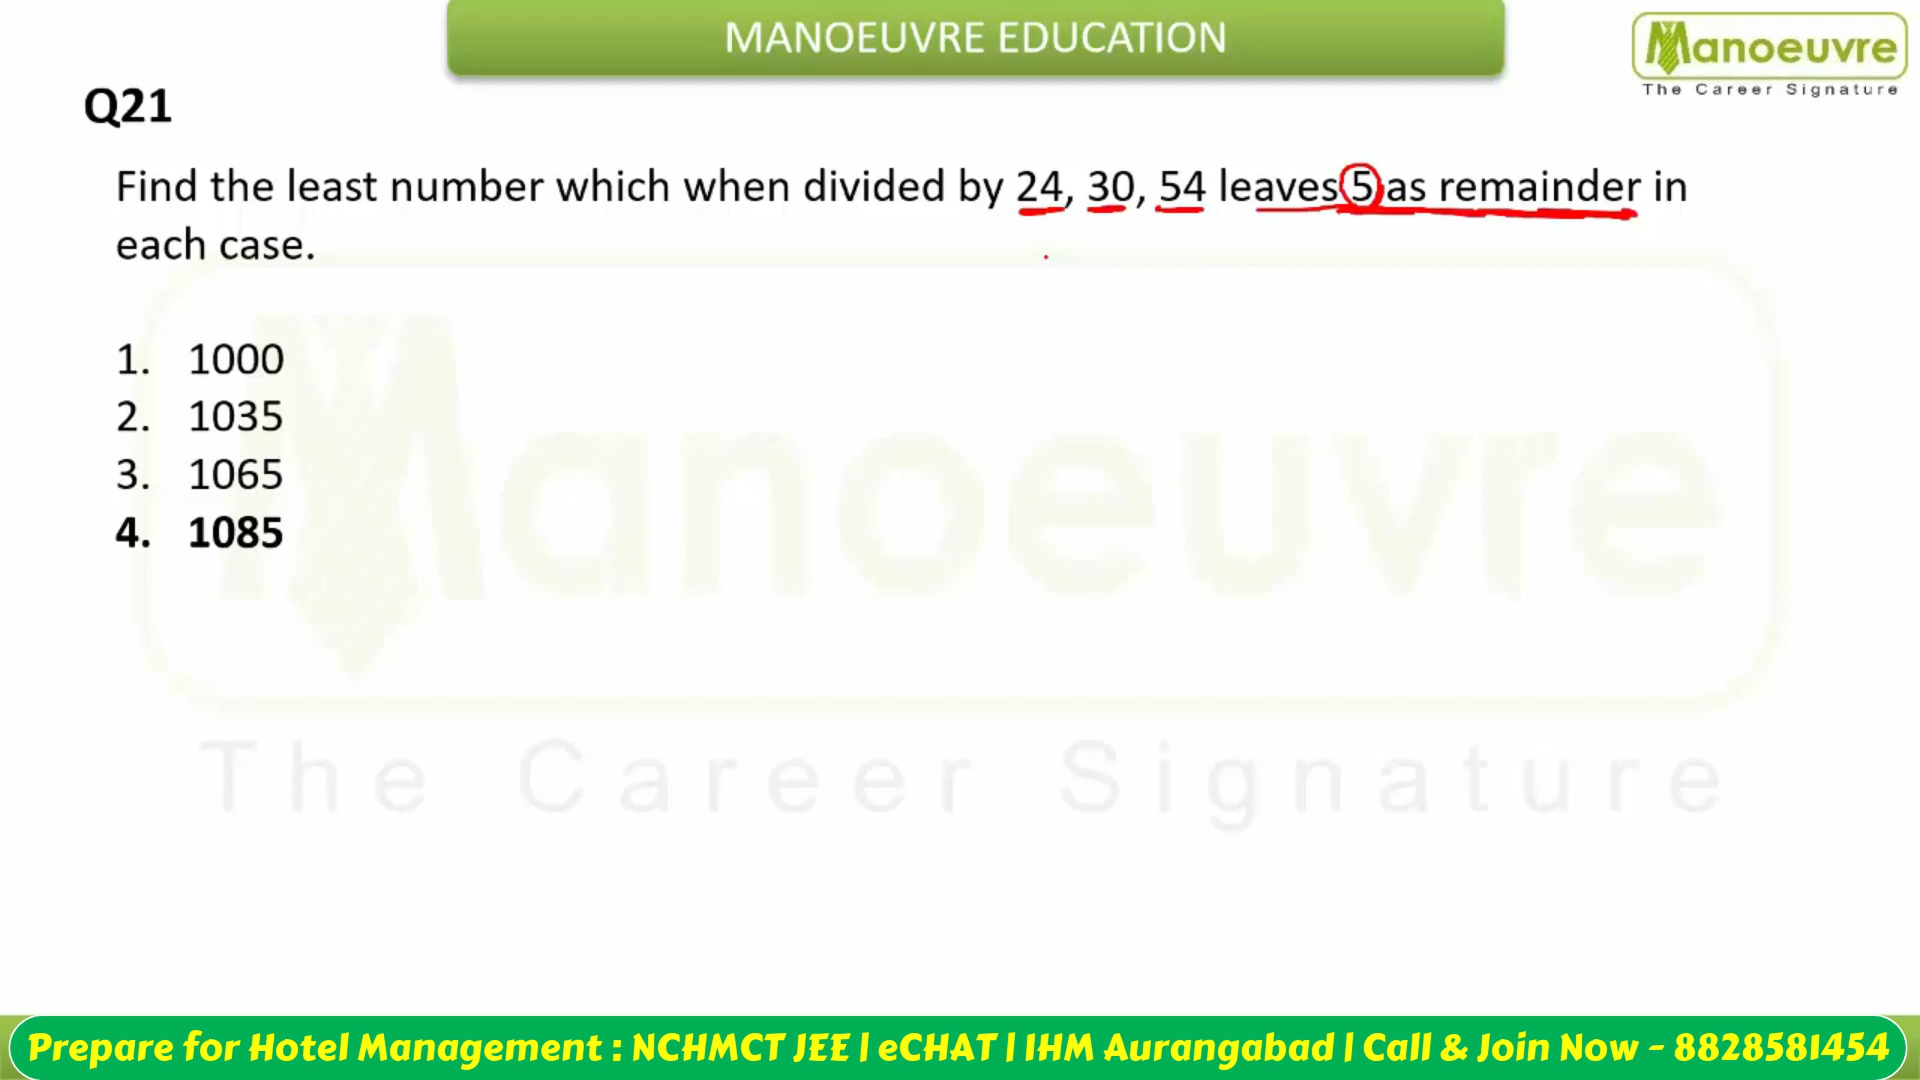 MANOEUVRE EDUCATION
Manoeuvre
The Career Signature
Q21
Find the least number which when divided by 24, 30, 54 leaves 5 as remainder in
each case.
1. 1000
2. 1035
3. 1065
4. 1085
Manoeuvre
The Career Signature
Prepare for Hotel Management : NCHMCT JEE | eCHAT | IHM Aurangabad | Call & Join Now - 8828581454